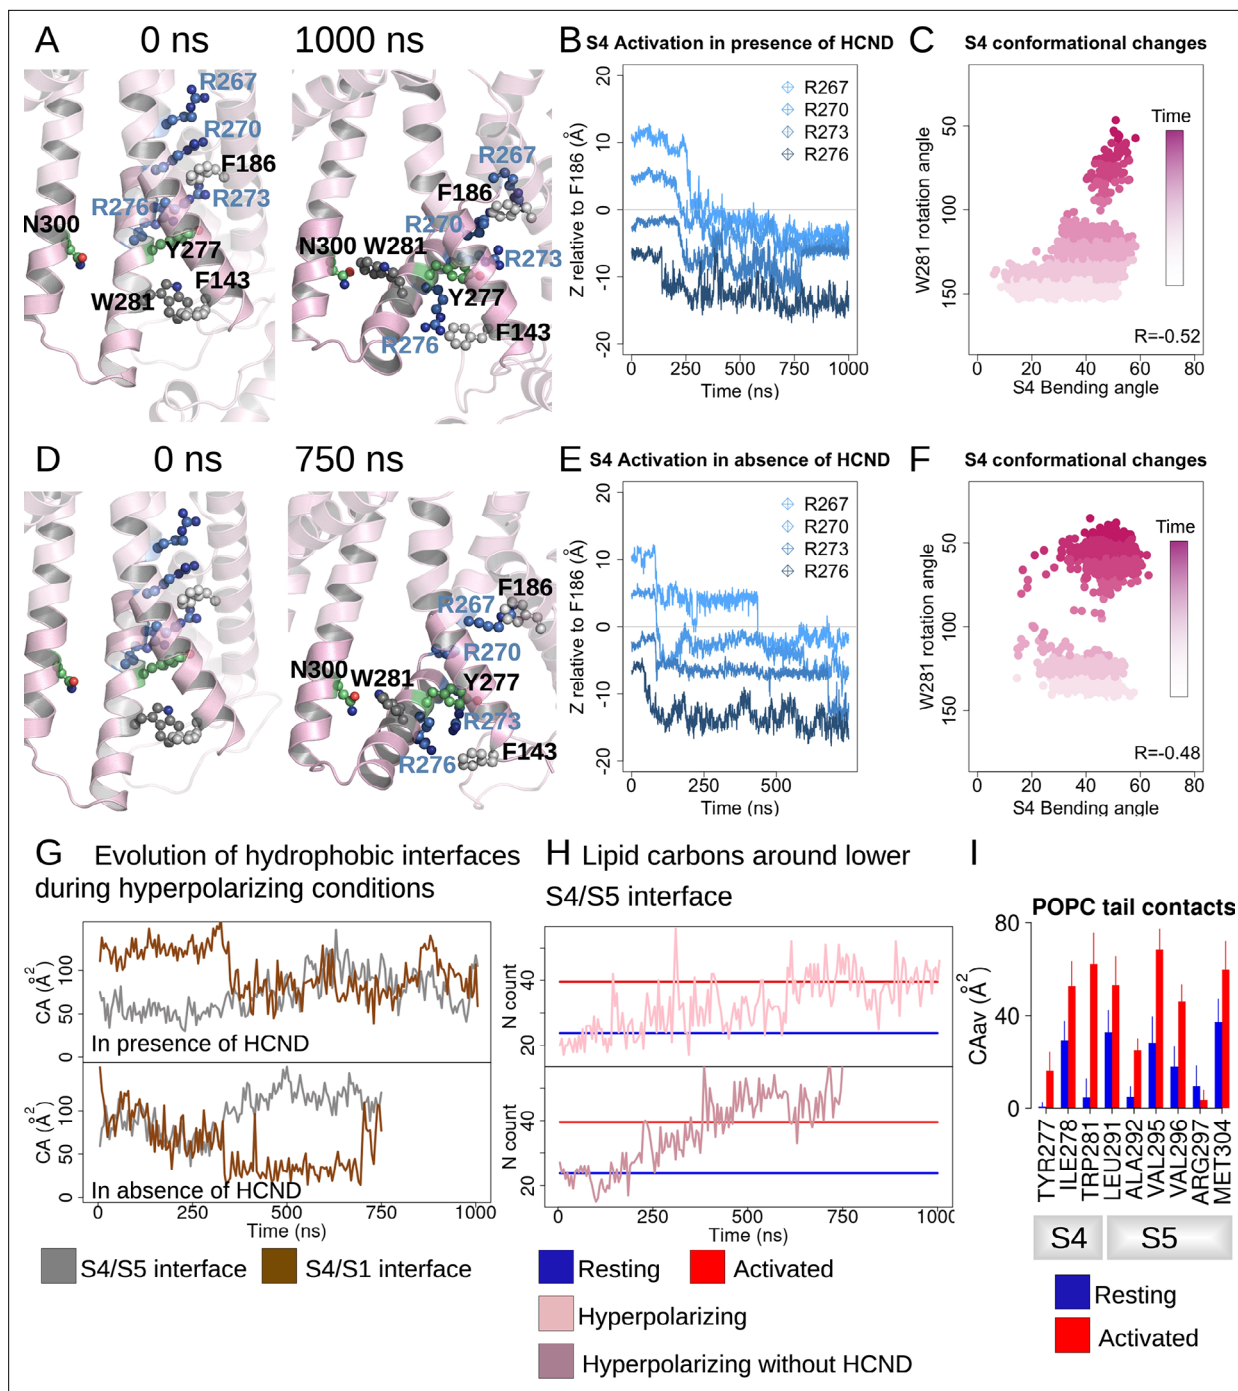 A
0 ns
1000 ns
R267
R270
F186
R276
R273
N300
Y277
F143
W281
R267
F186
R270
N300
W281
R273
Y277
R276
F143
B
S4 Activation in presence of HCND
R267
R270
R273
R276
20
10
0
-10
-20
Z relative to F186 (Å)
0
250
500
750
1000
Time (ns)
C
S4 conformational changes
50
100
150
W281 rotation angle
Time
R=-0.52
0
20
40
60
80
S4 Bending angle
D
0 ns
750 ns
F186
R267
R270
N300
W281
Y277
R273
R276
F143
E
S4 Activation in absence of HCND
R267
R270
R273
R276
20
10
0
-10
-20
Z relative to F186 (Å)
0
250
500
Time (ns)
F
S4 conformational changes
50
100
150
W281 rotation angle
Time
R=-0.48
0
20
40
60
80
S4 Bending angle
G
Evolution of hydrophobic interfaces
during hyperpolarizing conditions
CA (Å²)
100
50
0
In presence of HCND
CA (Å²)
100
50
0
In absence of HCND
0
250
500
750
1000
Time (ns)
S4/S5 interface
S4/S1 interface
H
Lipid carbons around lower
S4/S5 interface
N count
40
20
N count
40
20
0
250
500
750
1000
Time (ns)
Resting
Activated
Hyperpolarizing
Hyperpolarizing without HCND
I
POPC tail contacts
CAav (Å²)
80
40
0
TYR277
ILE278
TRP281
LEU291
ALA292
VAL295
VAL296
ARG297
MET304
S4
S5
Resting
Activated